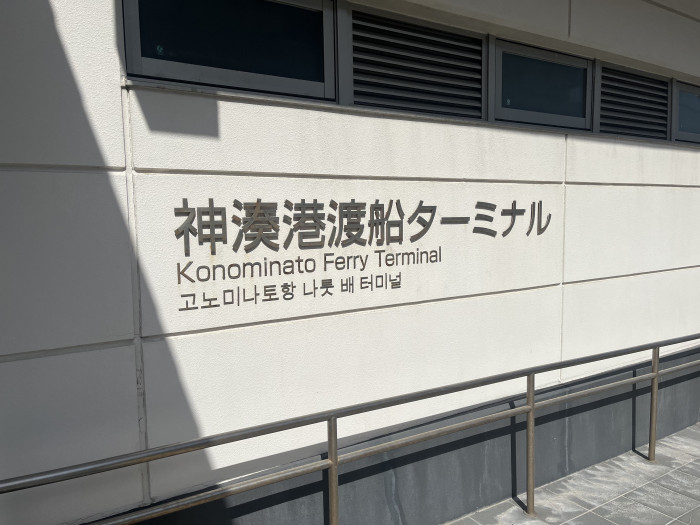 神湊港渡船ターミナル
Konominato Ferry Terminal
고노미나토항 나룻 배 터미널